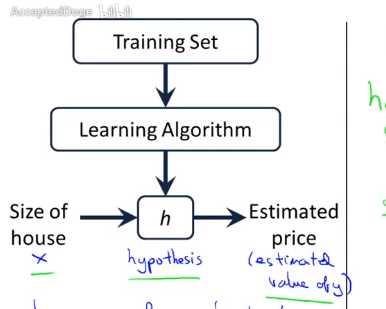 AcceptedDoge
Training Set
Learning Algorithm
Size of
house
h
Estimated
price
x
hypothesis
(estimated
value of y)
h